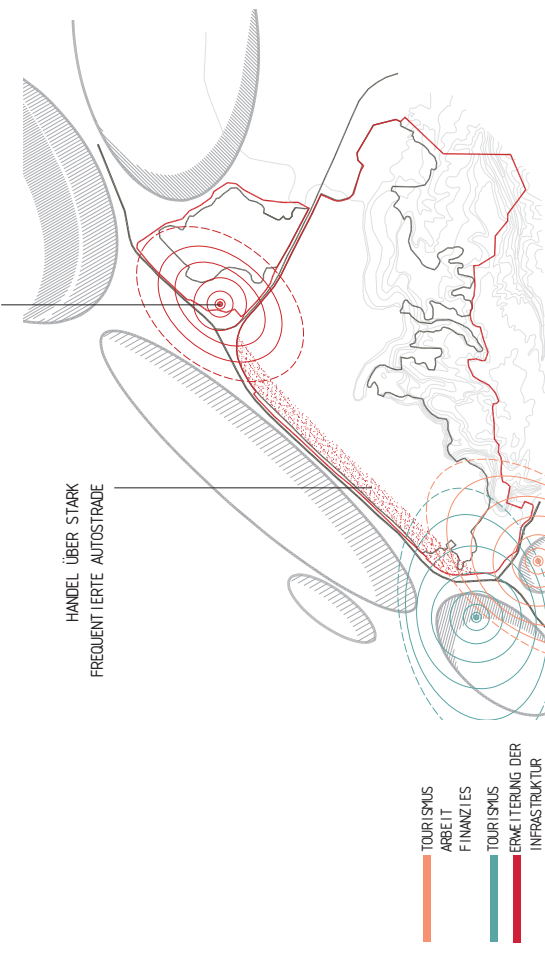 HANDEL ÜBER STARK
FREQUENTIERTE AUTOSTRADE
TOURISMUS
ARBEIT
FINANZIES
TOURISMUS
ERWEITERUNG DER
INFRASTRUKTUR